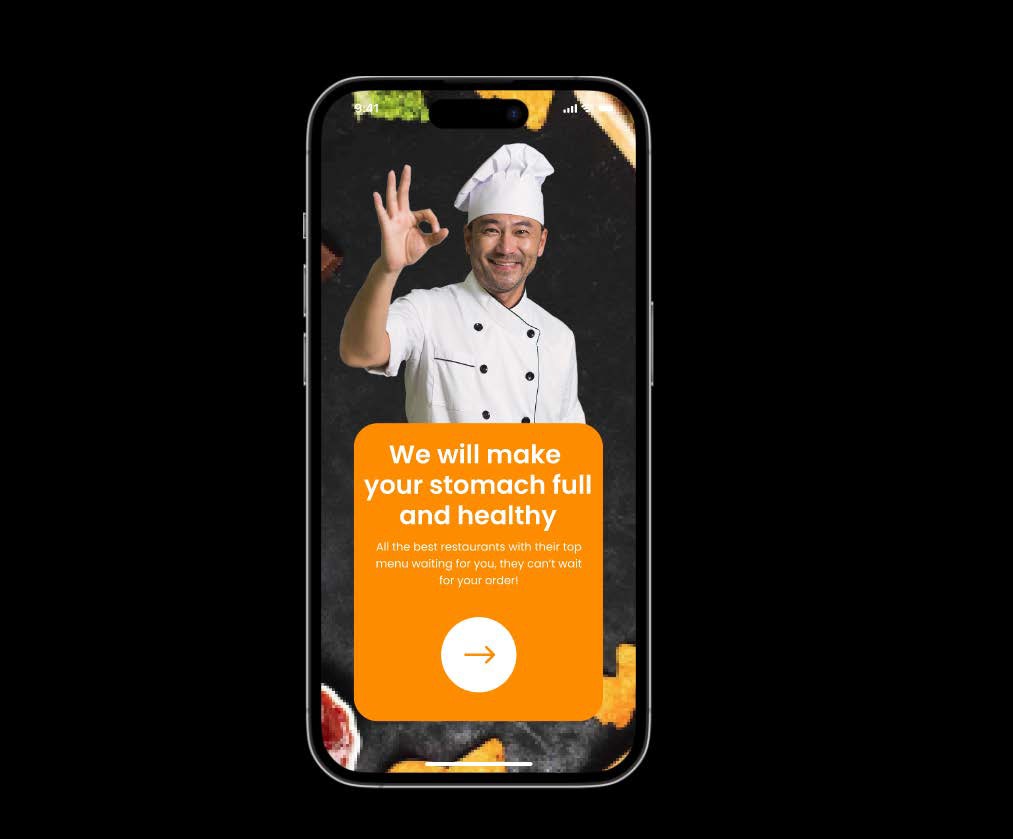 9:41
We will make
your stomach full
and healthy
All the best restaurants with their top
menu waiting for you, they can't wait
for your order!